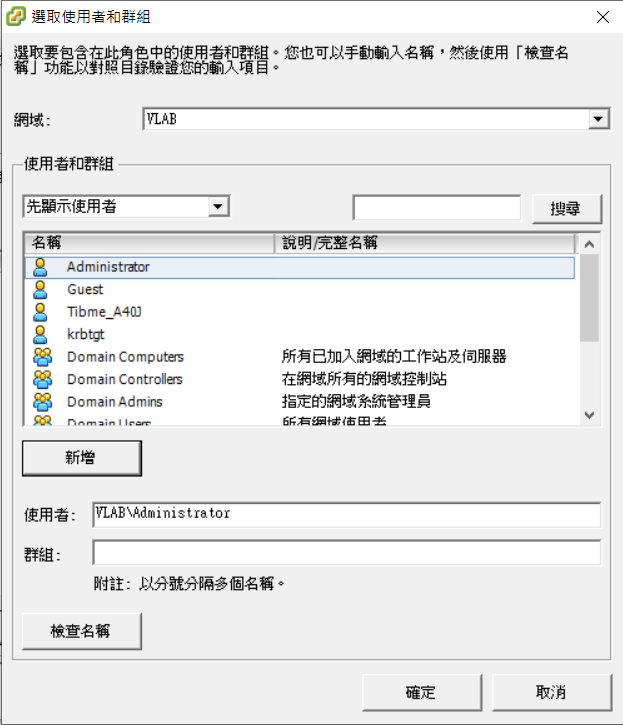 選取使用者和群組
選取要包含在此角色中的使用者和群組。您也可以手動輸入名稱，然後使用「檢查名
稱」功能以對照目錄驗證您的輸入項目。
網域: VLAB
使用者和群組
先顯示使用者 搜尋
名稱 說明/完整名稱
Administrator
Guest
Tibme_A40J
krbtgt
Domain Computers 所有已加入網域的工作站及伺服器
Domain Controllers 在網域所有的網域控制站
Domain Admins 指定的網域系統管理員
Domain Users 所有網域使用者
新增
使用者: VLAB\Administrator
群組:
附註: 以分號分隔多個名稱。
檢查名稱
確定 取消